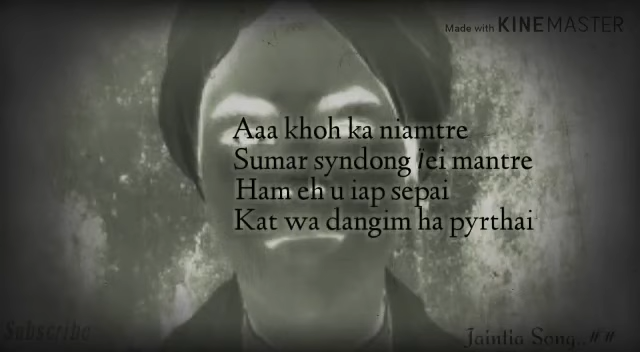 Made with KINEMASTER
Aaa khoh ka niamtre
Sumar syndong ïei mantre
Ham eh u iap sepai
Kat wa dangim ha pyrthai
Subscribe
Jaintia Song..##